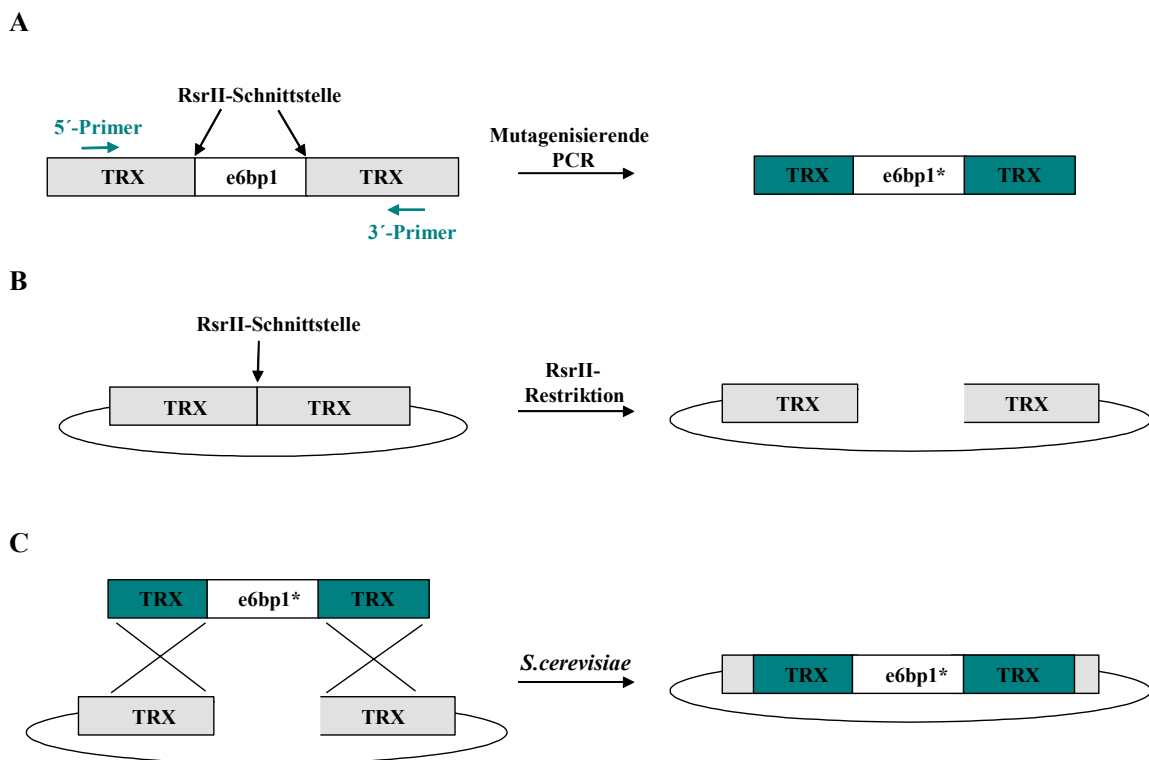 A
RsrII-Schnittstelle
5´-Primer
TRX e6bp1 TRX
3´-Primer
Mutagenisierende
PCR
TRX e6bp1* TRX
B
RsrII-Schnittstelle
TRX TRX
RsrII-
Restriktion
TRX TRX
C
TRX e6bp1* TRX
TRX TRX
S.cerevisiae
TRX e6bp1* TRX